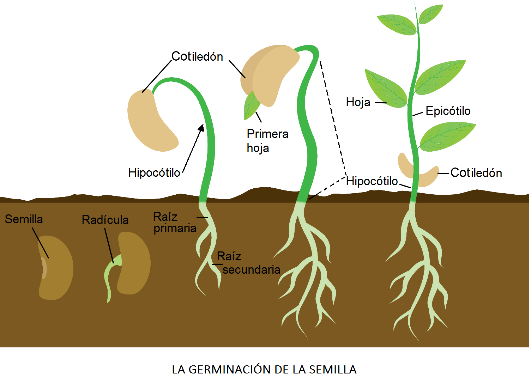 Cotiledón
Primera
hoja
Hipocótilo
Hoja
Epicótilo
Cotiledón
Hipocótilo
Semilla
Radícula
Raíz
primaria
Raíz
secundaria
LA GERMINACIÓN DE LA SEMILLA